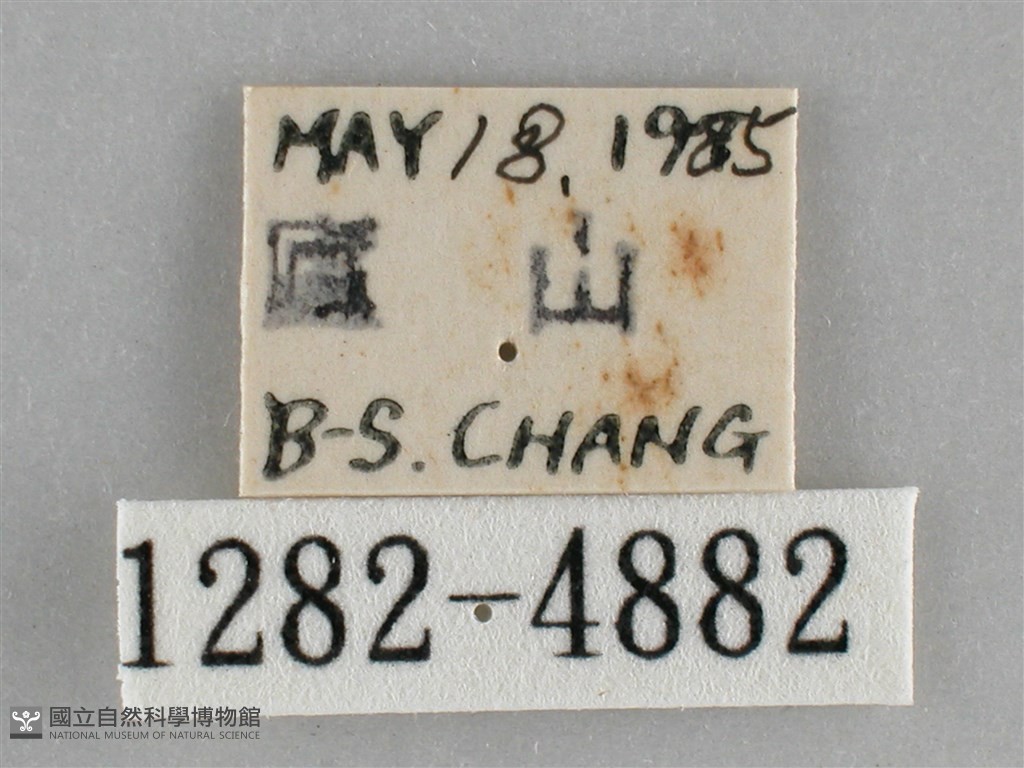 MAY 18, 1985
山
B-S. CHANG
1282-4882
國立自然科學博物館
NATIONAL MUSEUM OF NATURAL SCIENCE